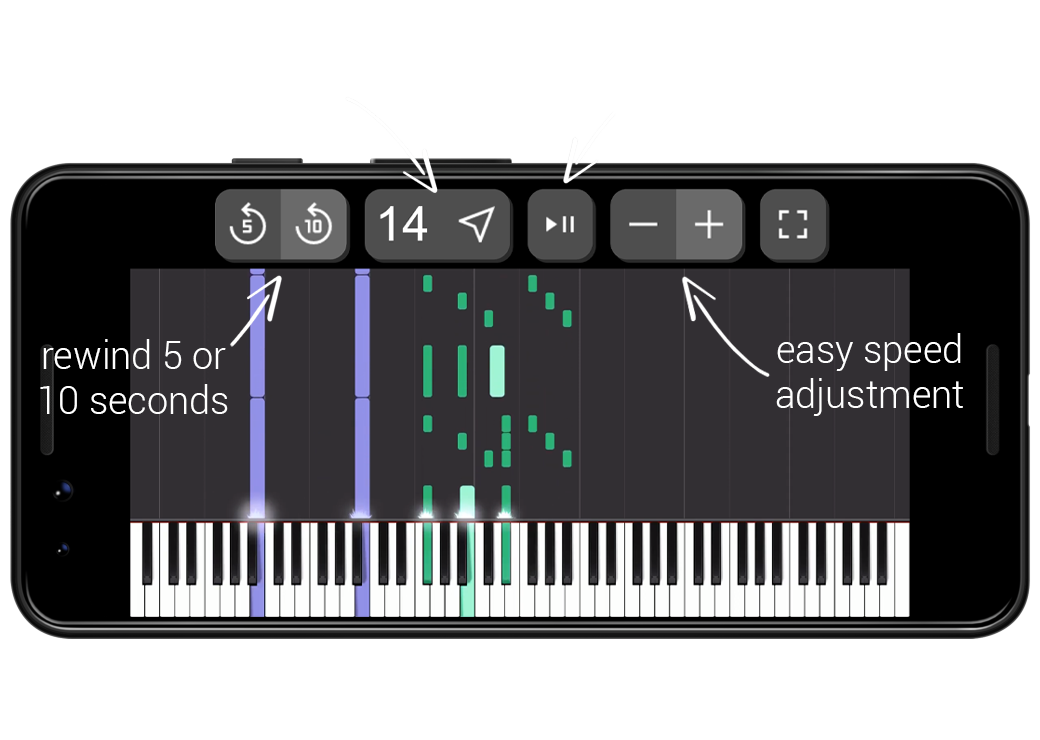 5
10
14
rewind 5 or
10 seconds
easy speed
adjustment